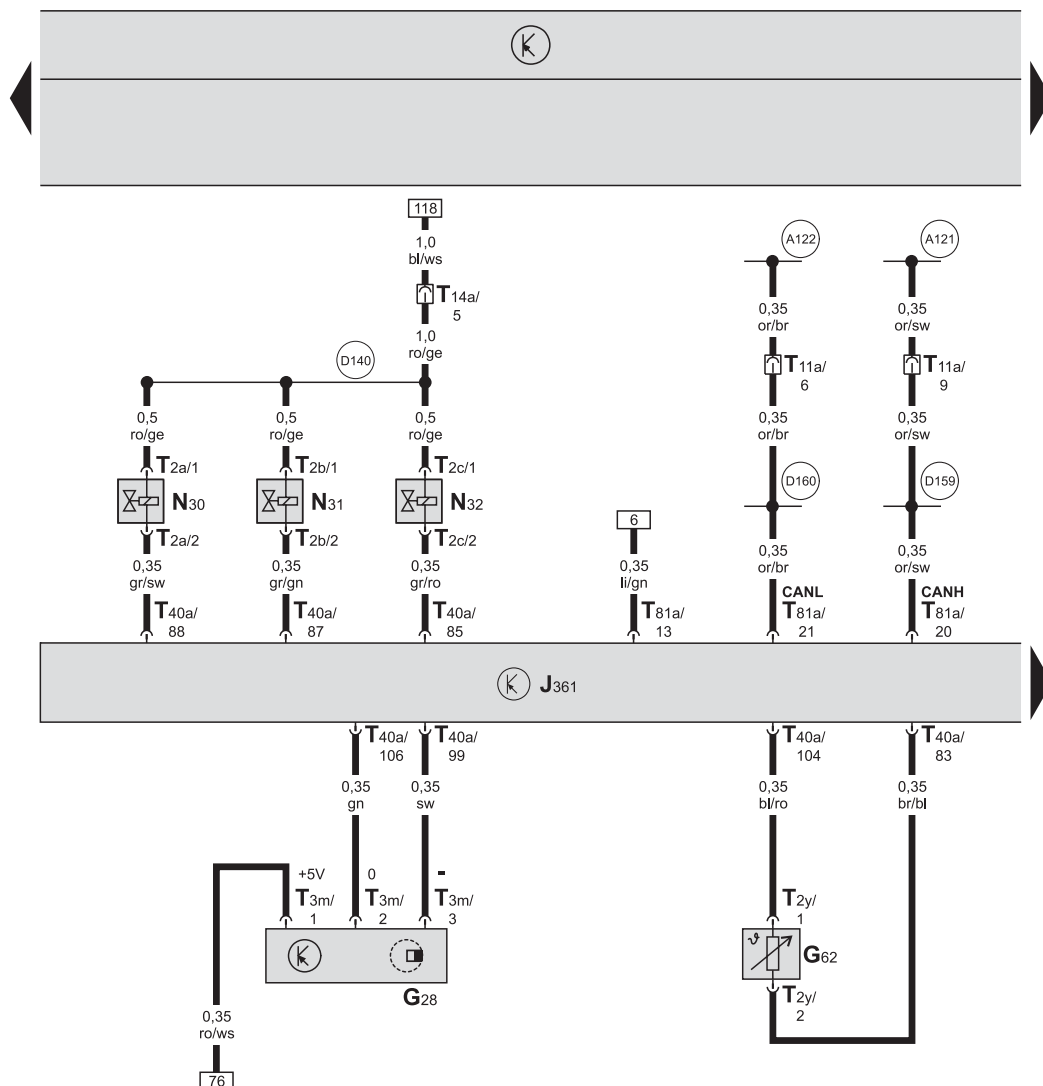 118
1,0
bl/ws
T14a/
5
1,0
ro/ge
D140
A122
A121
0,35
or/br
0,35
or/sw
T11a/
6
T11a/
9
0,35
or/br
0,35
or/sw
0,5
ro/ge
0,5
ro/ge
0,5
ro/ge
T2a/1
T2b/1
T2c/1
N30
N31
N32
D160
D159
T2a/2
T2b/2
T2c/2
6
0,35
gr/sw
0,35
gr/gn
0,35
gr/ro
0,35
li/gn
0,35
or/br
0,35
or/sw
CANL
CANH
T40a/
88
T40a/
87
T40a/
85
T81a/
13
T81a/
21
T81a/
20
J361
T40a/
106
T40a/
99
T40a/
104
T40a/
83
0,35
gn
0,35
sw
0,35
bl/ro
0,35
br/bl
+5V
0
-
T3m/
1
T3m/
2
T3m/
3
T2y/
1
G62
G28
T2y/
2
0,35
ro/ws
76